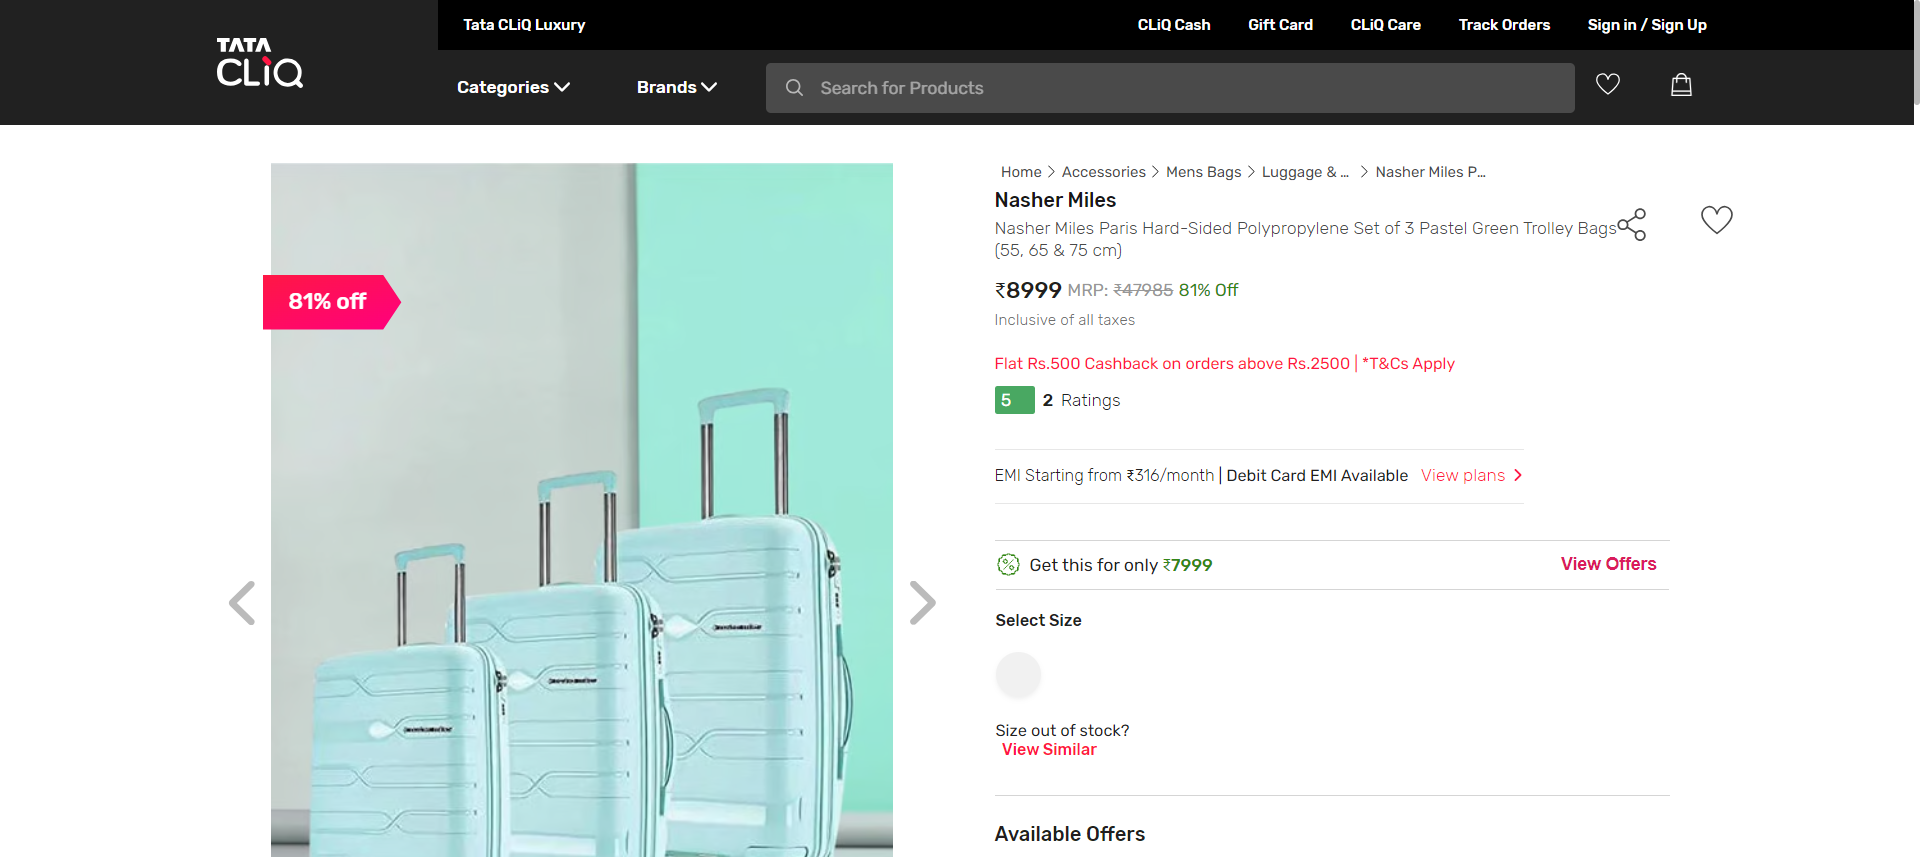 Tata CLiQ Luxury
CLiQ Cash
Gift Card
CLiQ Care
Track Orders
Sign in / Sign Up
TATA
CLiQ
Categories
Brands
Search for Products
81% off
Home > Accessories > Mens Bags > Luggage & ... > Nasher Miles P...
Nasher Miles
Nasher Miles Paris Hard-Sided Polypropylene Set of 3 Pastel Green Trolley Bags
(55, 65 & 75 cm)
₹8999 MRP: ₹47985 81% Off
Inclusive of all taxes
Flat Rs.500 Cashback on orders above Rs.2500 | *T&Cs Apply
5 2 Ratings
EMI Starting from ₹316/month | Debit Card EMI Available View plans
Get this for only ₹7999
View Offers
Select Size
Size out of stock?
View Similar
Available Offers